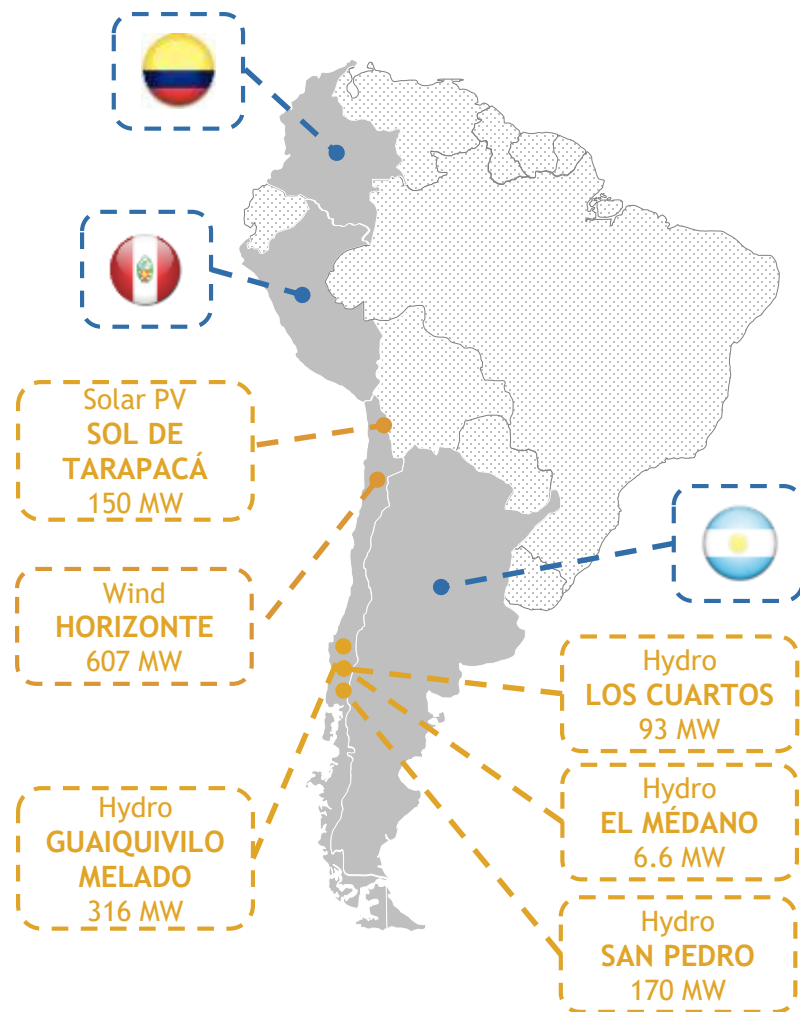 Solar PV
SOL DE
TARAPACÁ
150 MW
Wind
HORIZONTE
607 MW
Hydro
GUAIQUIVILO
MELADO
316 MW
Hydro
LOS CUARTOS
93 MW
Hydro
EL MÉDANO
6.6 MW
Hydro
SAN PEDRO
170 MW